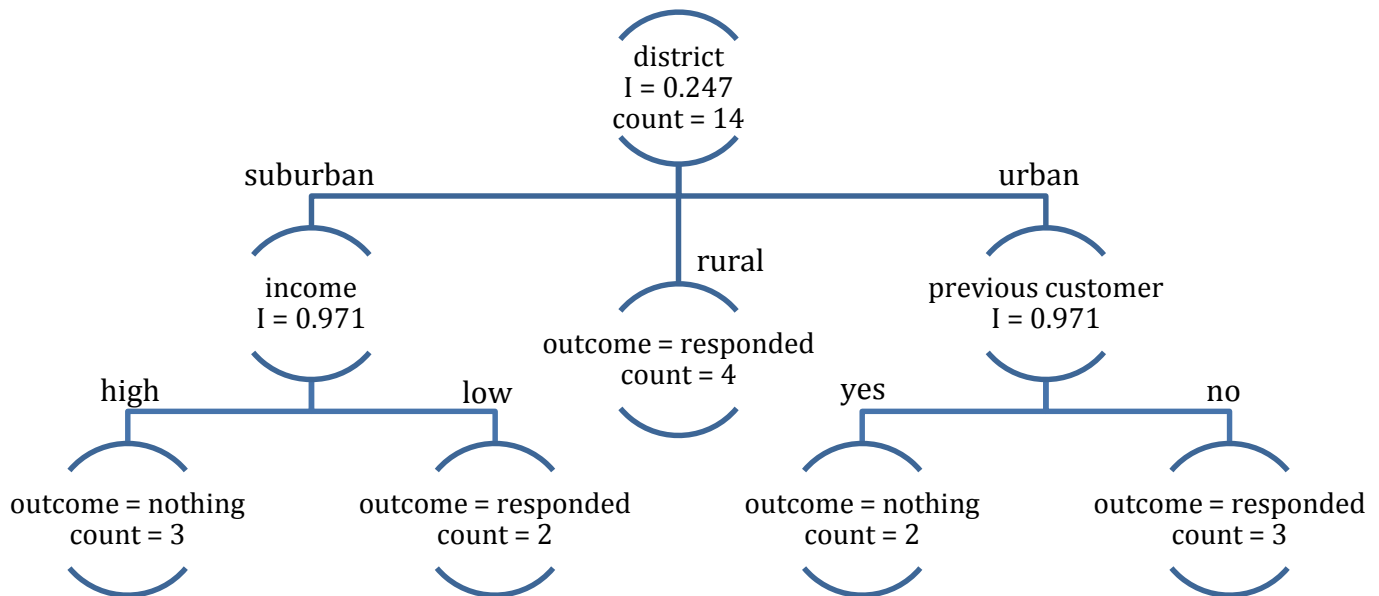 district
I = 0.247
count = 14
suburban
urban
rural
income
I = 0.971
outcome = responded
count = 4
previous customer
I = 0.971
high
low
yes
no
outcome = nothing
count = 3
outcome = responded
count = 2
outcome = nothing
count = 2
outcome = responded
count = 3